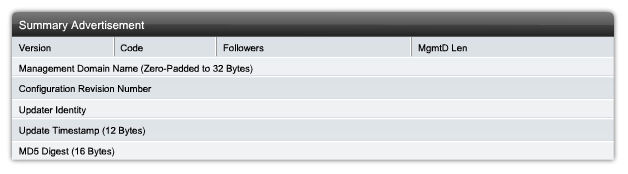 Summary Advertisement
Version Code Followers MgmtD Len
Management Domain Name (Zero-Padded to 32 Bytes)
Configuration Revision Number
Updater Identity
Update Timestamp (12 Bytes)
MD5 Digest (16 Bytes)